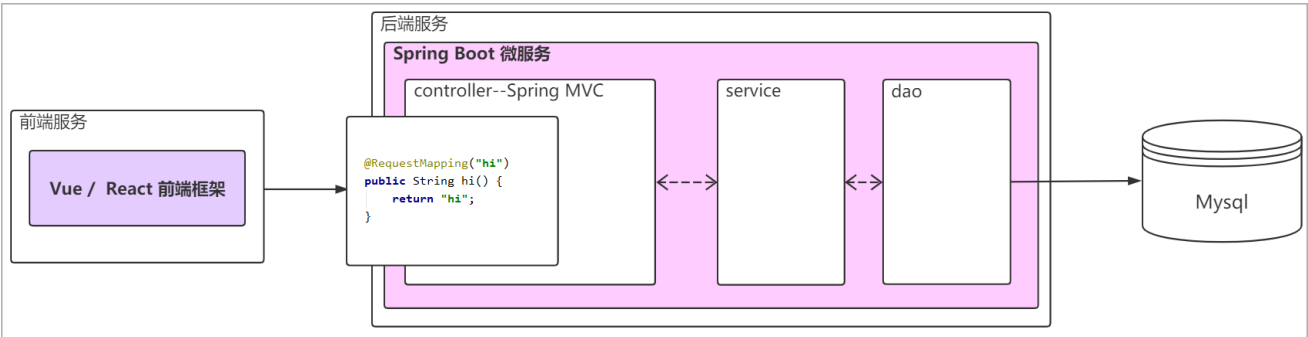 后端服务
Spring Boot 微服务
controller--Spring MVC
service
dao
前端服务
Vue / React 前端框架
@RequestMapping("hi")
public String hi() {
    return "hi";
}
Mysql